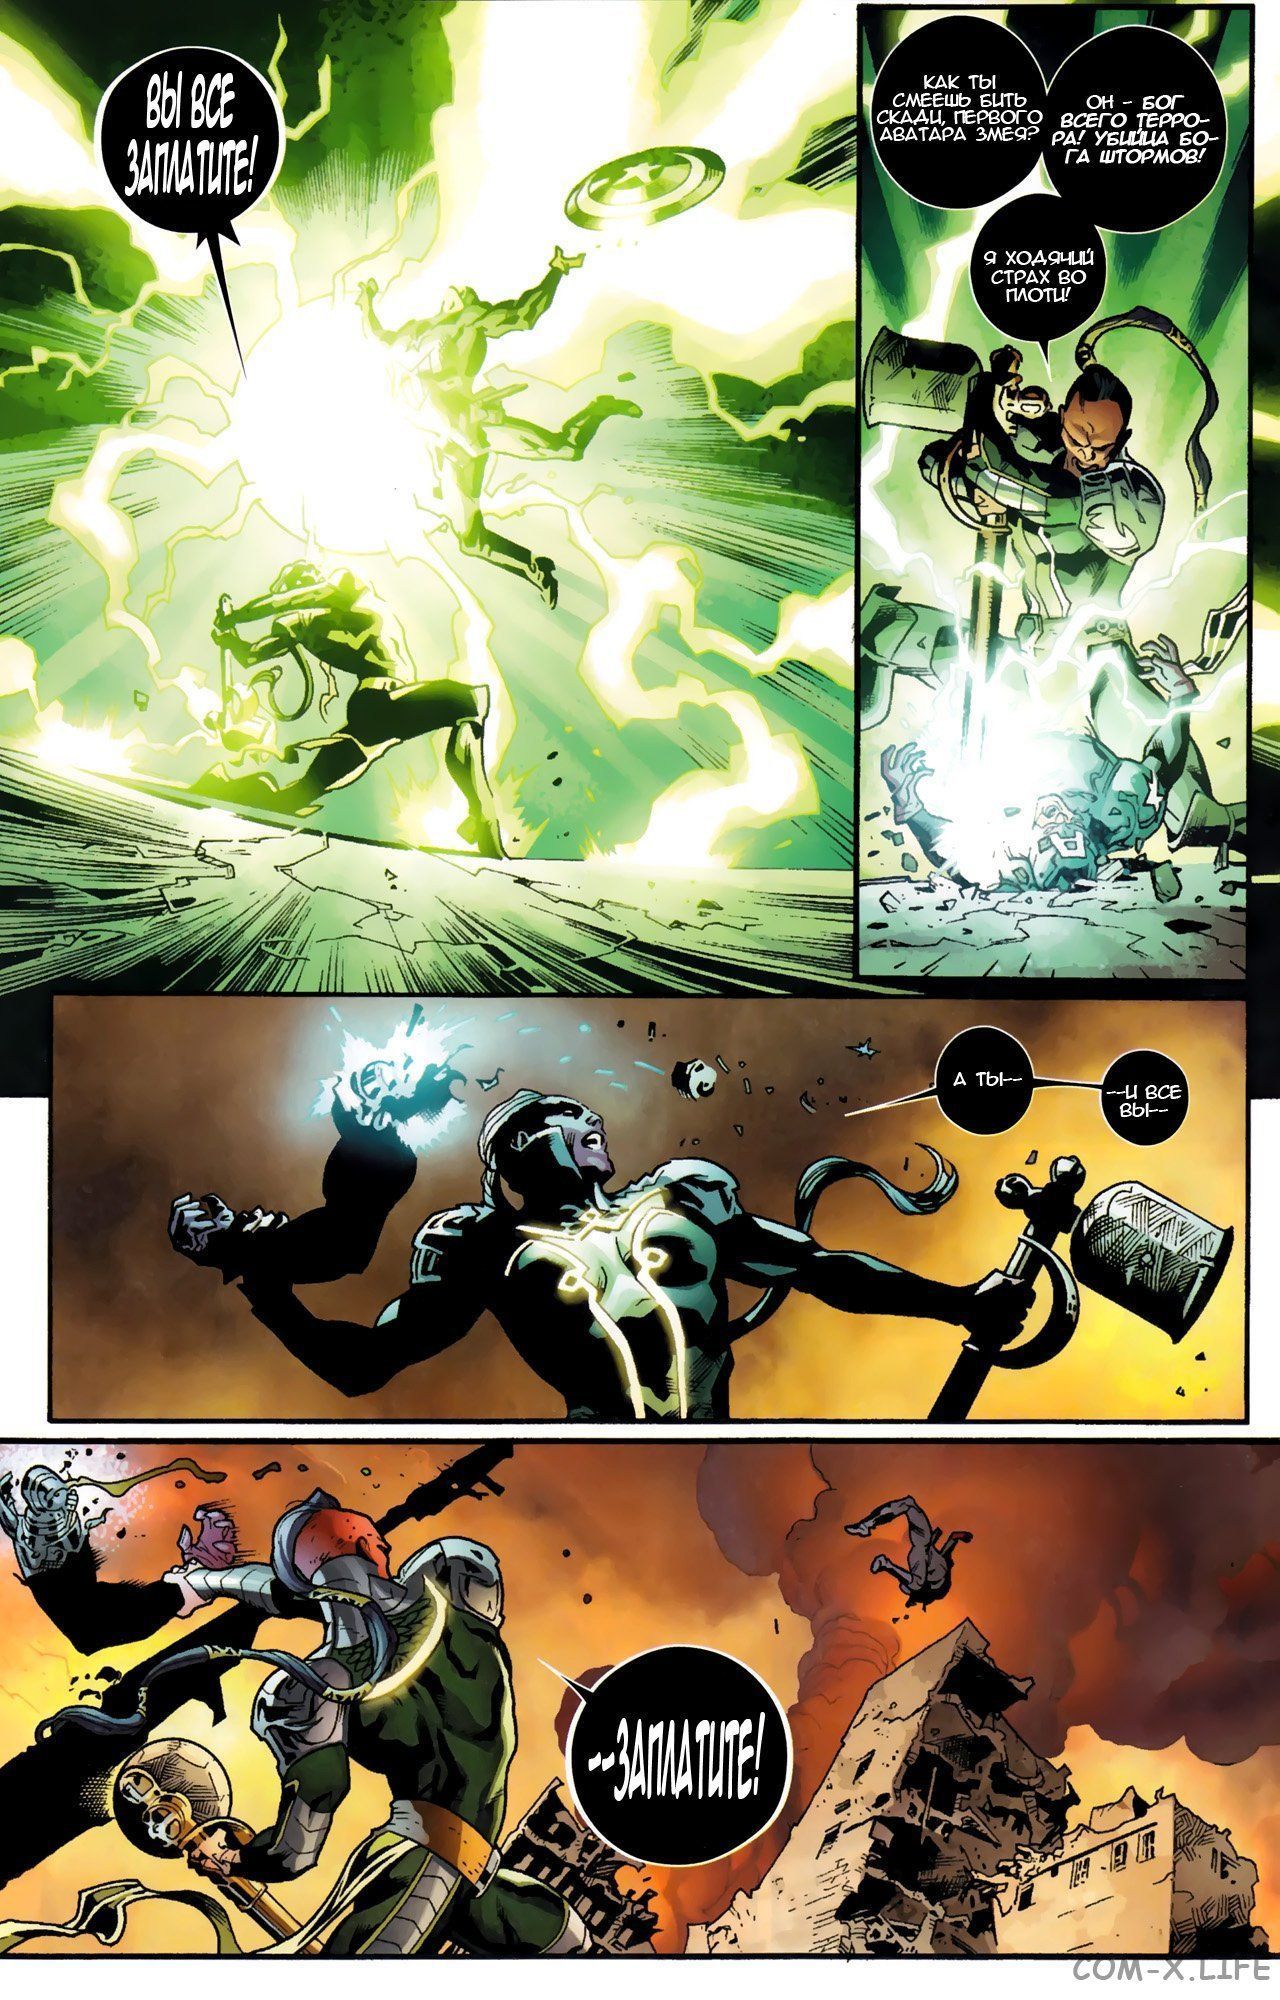 ВЫ ВСЕ
ЗАПЛАТИТЕ!
КАК ТЫ
СМЕЕШЬ БИТЬ
СКАДИ, ПЕРВОГО
АВАТАРА ЗМЕЯ?
ОН - БОГ
ВСЕГО ТЕРРО-
РА! УБИЙЦА БО-
ГА ШТОРМОВ!
Я ХОДЯЧИЙ
СТРАХ ВО
ПЛОТИ!
А ТЫ--
--И ВСЕ
ВЫ--
--ЗАПЛАТИТЕ!
COM-X.LIFE